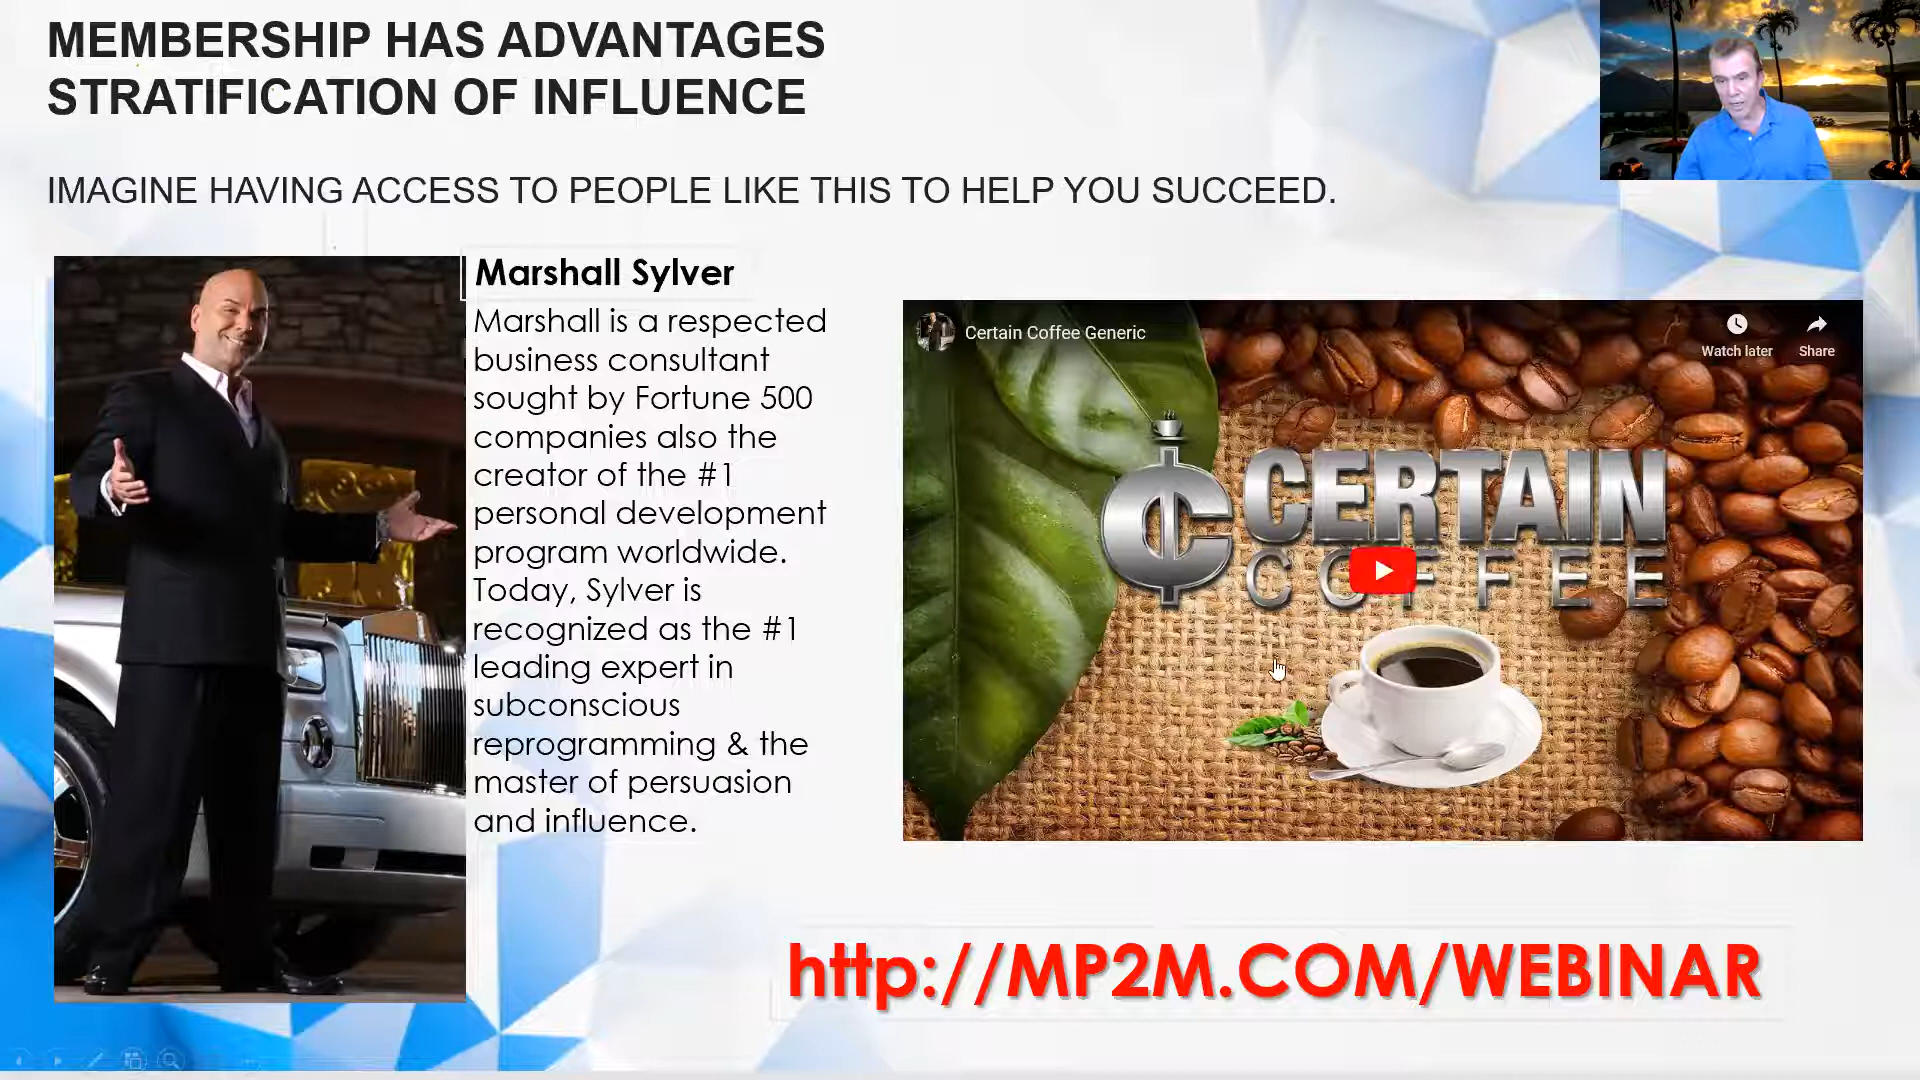 MEMBERSHIP HAS ADVANTAGES
STRATIFICATION OF INFLUENCE
IMAGINE HAVING ACCESS TO PEOPLE LIKE THIS TO HELP YOU SUCCEED.
Marshall Sylver
Marshall is a respected
business consultant
sought by Fortune 500
companies also the
creator of the #1
personal development
program worldwide.
Today, Sylver is
recognized as the #1
leading expert in
subconscious
reprogramming & the
master of persuasion
and influence.
Certain Coffee Generic
Watch later
Share
CERTAIN
COFFEE
http://MP2M.COM/WEBINAR